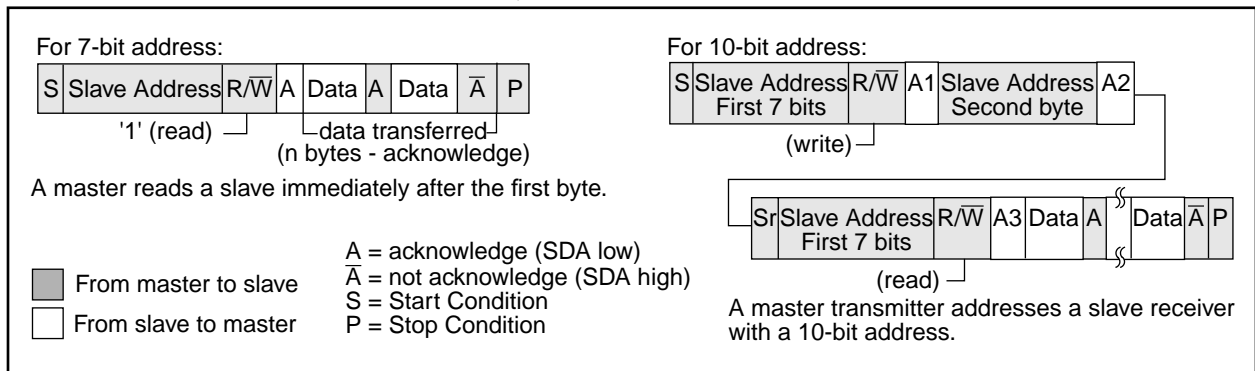 For 7-bit address:
S Slave Address R/W̅ A Data A Data A̅ P
'1' (read) data transferred
(n bytes - acknowledge)
A master reads a slave immediately after the first byte.
From master to slave
From slave to master
A = acknowledge (SDA low)
A̅ = not acknowledge (SDA high)
S = Start Condition
P = Stop Condition
For 10-bit address:
S Slave Address First 7 bits R/W̅ A1 Slave Address Second byte A2
(write)
Sr Slave Address First 7 bits R/W̅ A3 Data A Data A̅ P
(read)
A master transmitter addresses a slave receiver
with a 10-bit address.